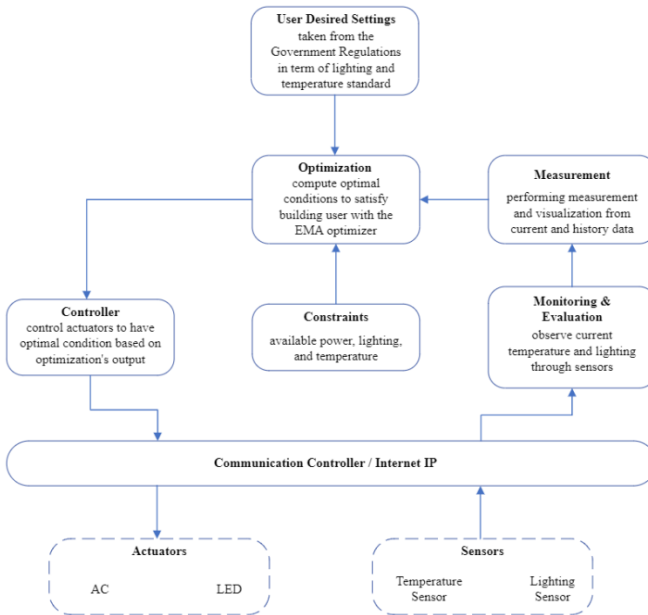 User Desired Settings
taken from the
Government Regulations
in term of lighting and
temperature standard
Optimization
compute optimal
conditions to satisfy
building user with the
EMA optimizer
Measurement
performing measurement
and visualization from
current and history data
Controller
control actuators to have
optimal condition based on
optimization's output
Constraints
available power, lighting,
and temperature
Monitoring &
Evaluation
observe current
temperature and lighting
through sensors
Communication Controller / Internet IP
Actuators
AC LED
Sensors
Temperature Lighting
Sensor Sensor